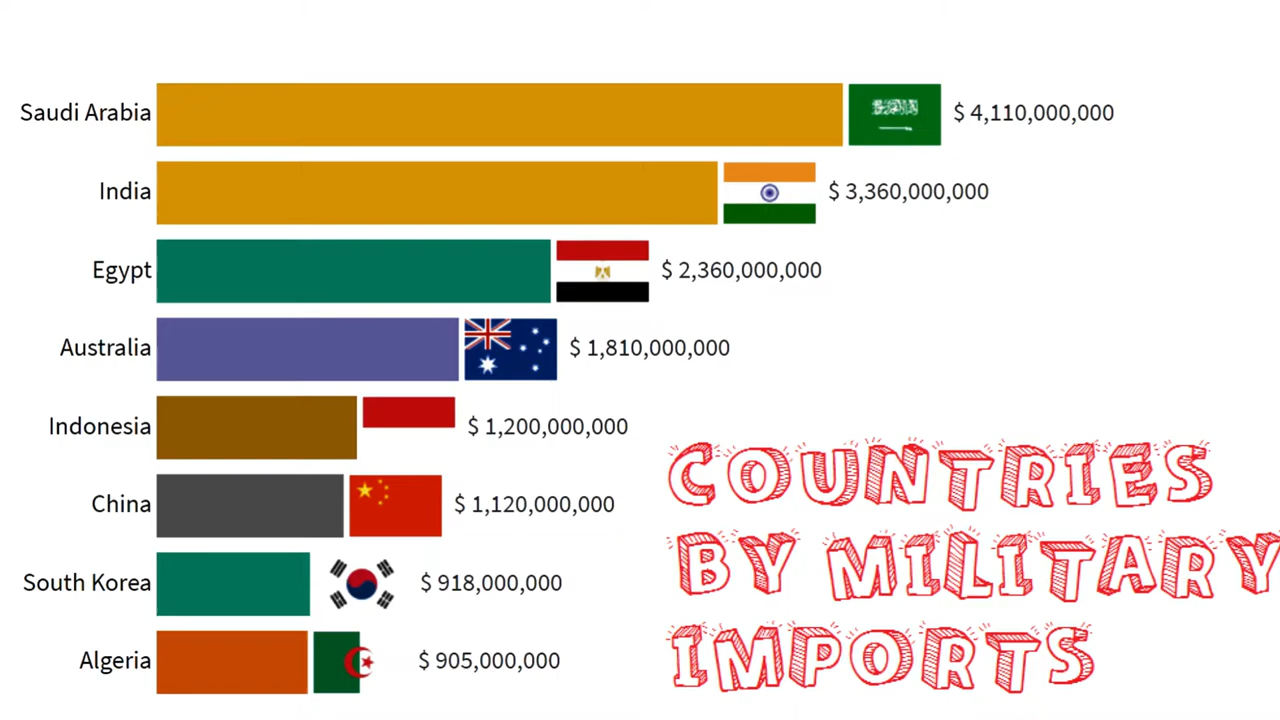 Saudi Arabia $ 4,110,000,000
India $ 3,360,000,000
Egypt $ 2,360,000,000
Australia $ 1,810,000,000
Indonesia $ 1,200,000,000
China $ 1,120,000,000
South Korea $ 918,000,000
Algeria $ 905,000,000
COUNTRIES
BY MILITARY
IMPORTS